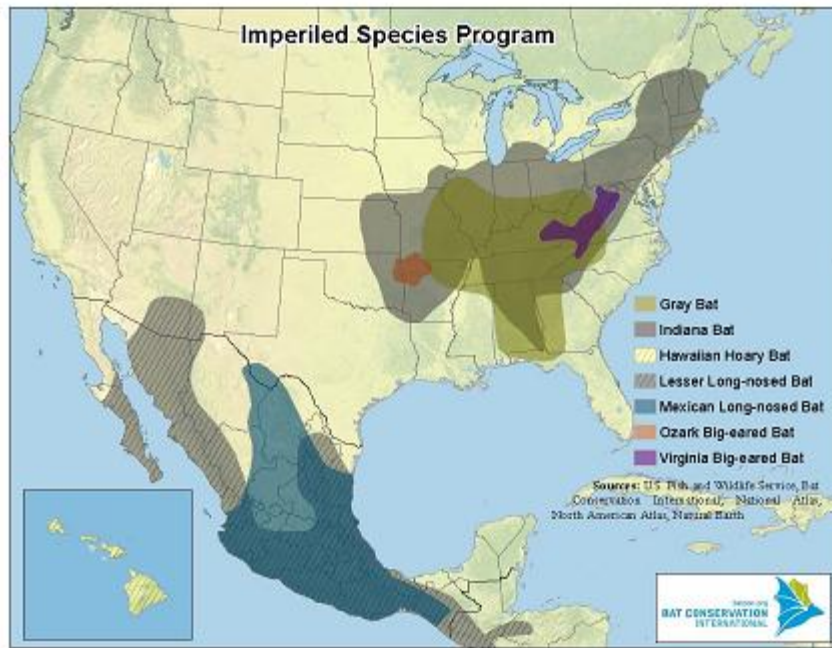 Imperiled Species Program
Gray Bat
Indiana Bat
Hawaiian Hoary Bat
Lesser Long-nosed Bat
Mexican Long-nosed Bat
Ozark Big-eared Bat
Virginia Big-eared Bat
Sources: U.S. Fish and Wildlife Service, Bat
Conservation International, National Atlas,
North American Atlas, Natural Earth
batcon.org
BAT CONSERVATION
INTERNATIONAL